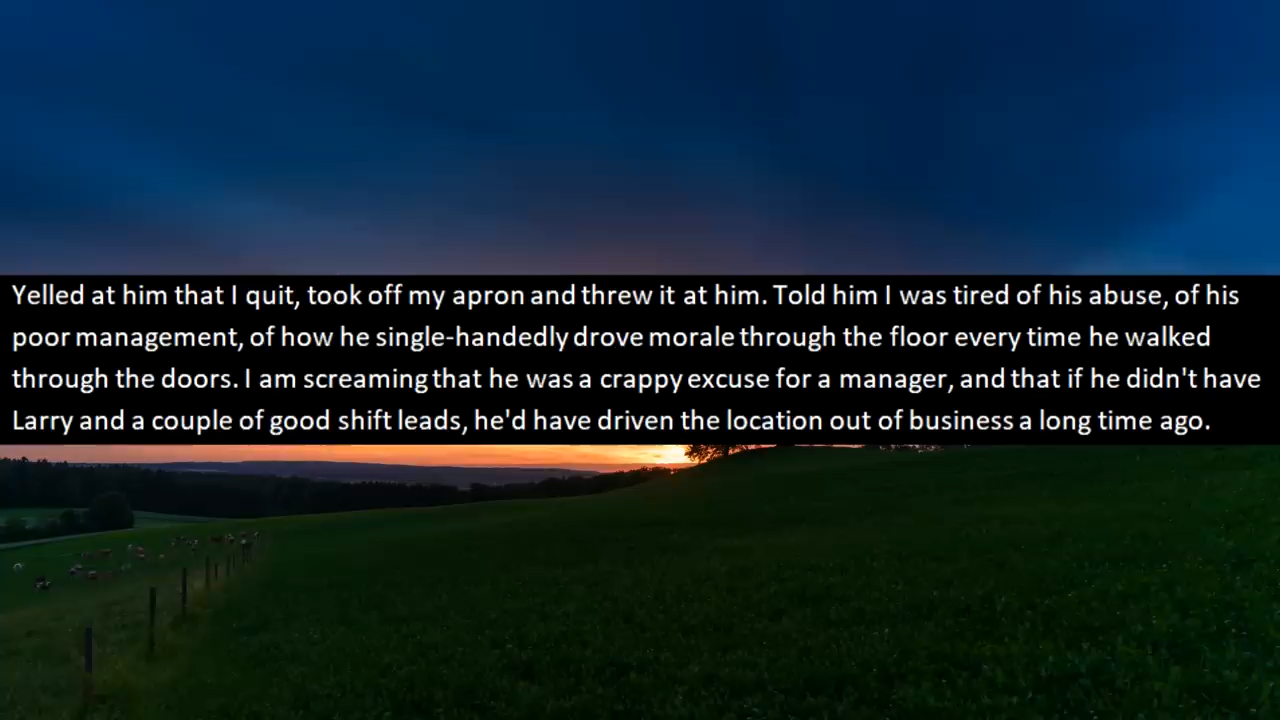 Yelled at him that I quit, took off my apron and threw it at him. Told him I was tired of his abuse, of his
poor management, of how he single-handedly drove morale through the floor every time he walked
through the doors. I am screaming that he was a crappy excuse for a manager, and that if he didn't have
Larry and a couple of good shift leads, he'd have driven the location out of business a long time ago.